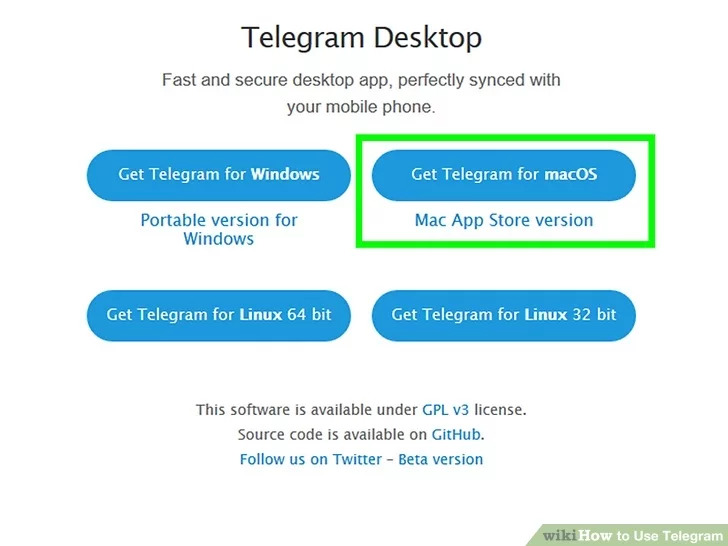 Telegram Desktop
Fast and secure desktop app, perfectly synced with
your mobile phone.
Get Telegram for Windows
Get Telegram for macOS
Portable version for
Windows
Mac App Store version
Get Telegram for Linux 64 bit
Get Telegram for Linux 32 bit
This software is available under GPL v3 license.
Source code is available on GitHub.
Follow us on Twitter - Beta version
wikiHow to Use Telegram